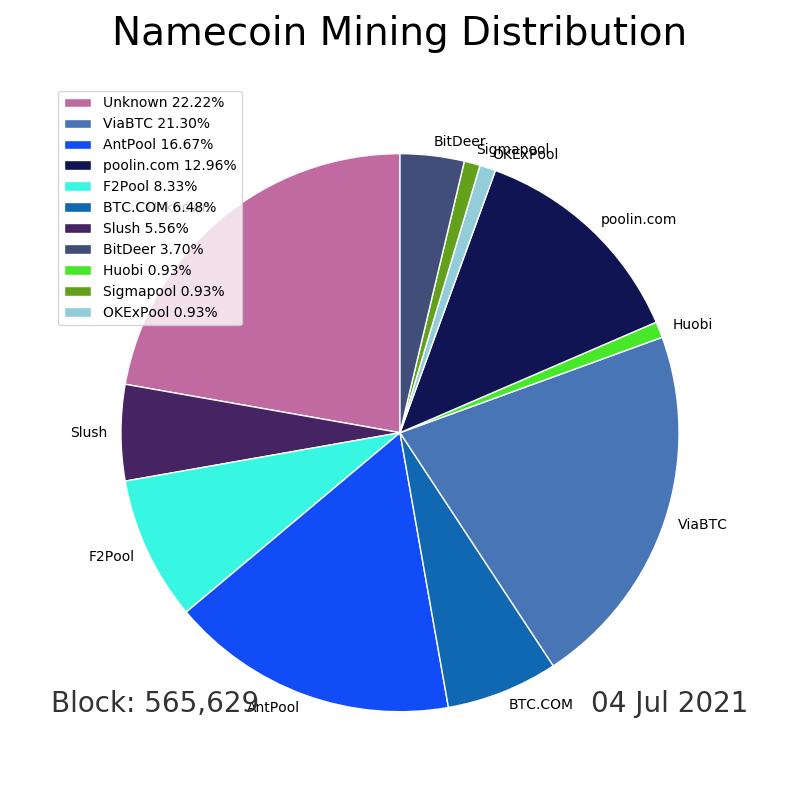 Namecoin Mining Distribution
Unknown 22.22%
ViaBTC 21.30%
AntPool 16.67%
poolin.com 12.96%
F2Pool 8.33%
BTC.COM 6.48%
Slush 5.56%
BitDeer 3.70%
Huobi 0.93%
Sigmapool 0.93%
OKExPool 0.93%
BitDeer
Sigmapool
OKExPool
poolin.com
Huobi
Slush
ViaBTC
F2Pool
Block: 565,629
AntPool
BTC.COM
04 Jul 2021